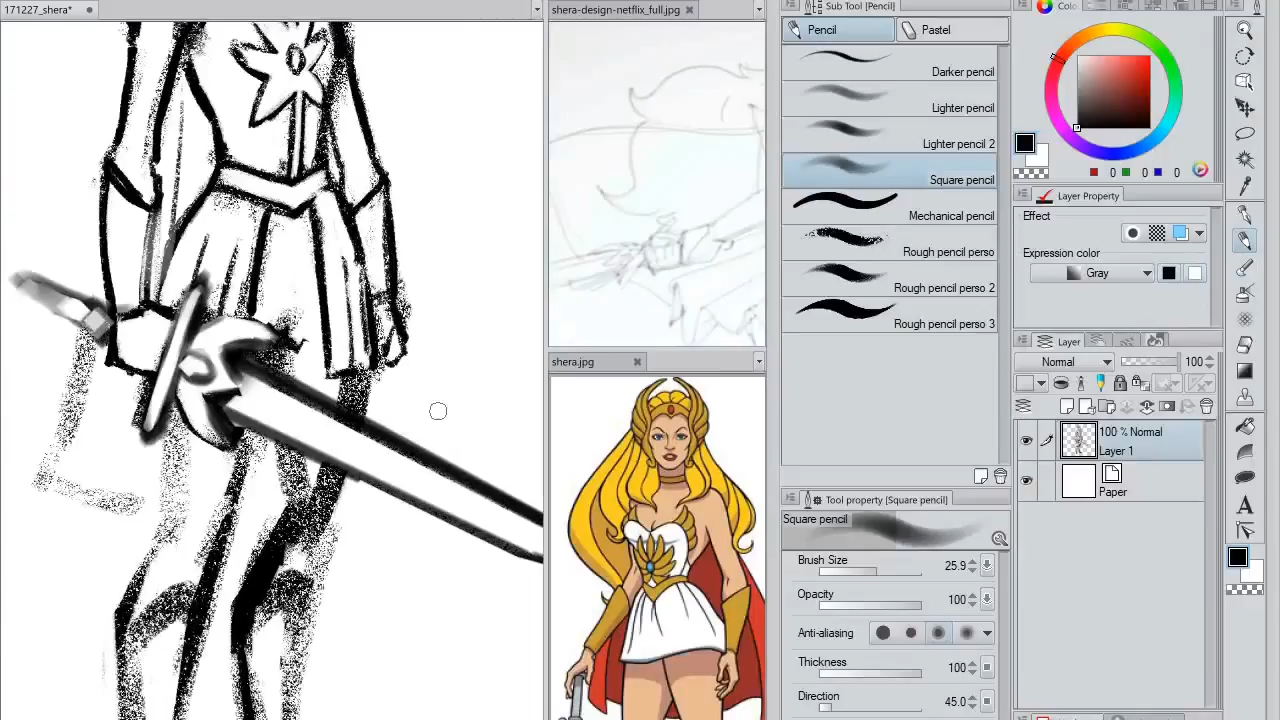 171227_shera*
shera-design-netflix_full.jpg
shera.jpg
Sub Tool [Pencil]
Pencil
Pastel
Darker pencil
Lighter pencil
Lighter pencil 2
Square pencil
Mechanical pencil
Rough pencil perso
Rough pencil perso 2
Rough pencil perso 3
Tool property [Square pencil]
Square pencil
Brush Size
25.9
Opacity
100
Anti-aliasing
Thickness
100
Direction
45.0
0 0 0
Layer Property
Effect
Expression color
Gray
Layer
Normal
100
100 % Normal
Layer 1
Paper